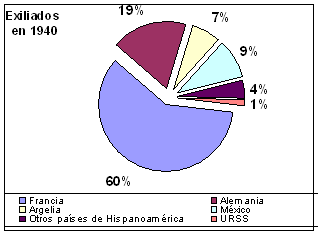 Exiliados
en 1940
19%
7%
9%
4%
1%
60%
Francia
Alemania
Argelia
México
Otros países de Hispanoamérica
URSS